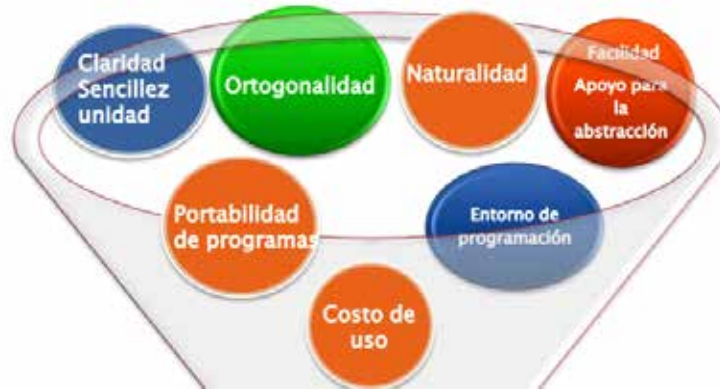 Claridad
Sencillez
unidad
Ortogonalidad
Naturalidad
Facilidad
Apoyo para
la
abstracción
Portabilidad
de programas
Entorno de
programación
Costo de
uso